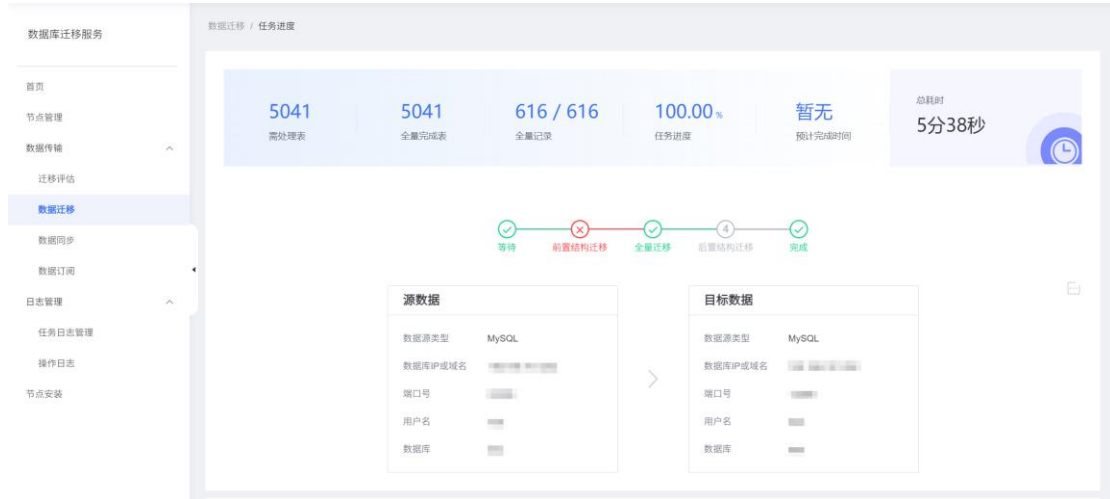 数据库迁移服务
首页
节点管理
数据传输
迁移评估
数据迁移
数据同步
数据订阅
日志管理
任务日志管理
操作日志
节点安装
数据迁移 / 任务进度
5041 5041 616 / 616 100.00 % 暂无
需处理表 全量完成表 全量记录 任务进度 预计完成时间
总耗时
5分38秒
4
等待 前置结构迁移 全量迁移 后置结构迁移 完成
源数据
数据源类型 MySQL
数据库IP或域名
端口号
用户名
数据库
目标数据
数据源类型 MySQL
数据库IP或域名
端口号
用户名
数据库